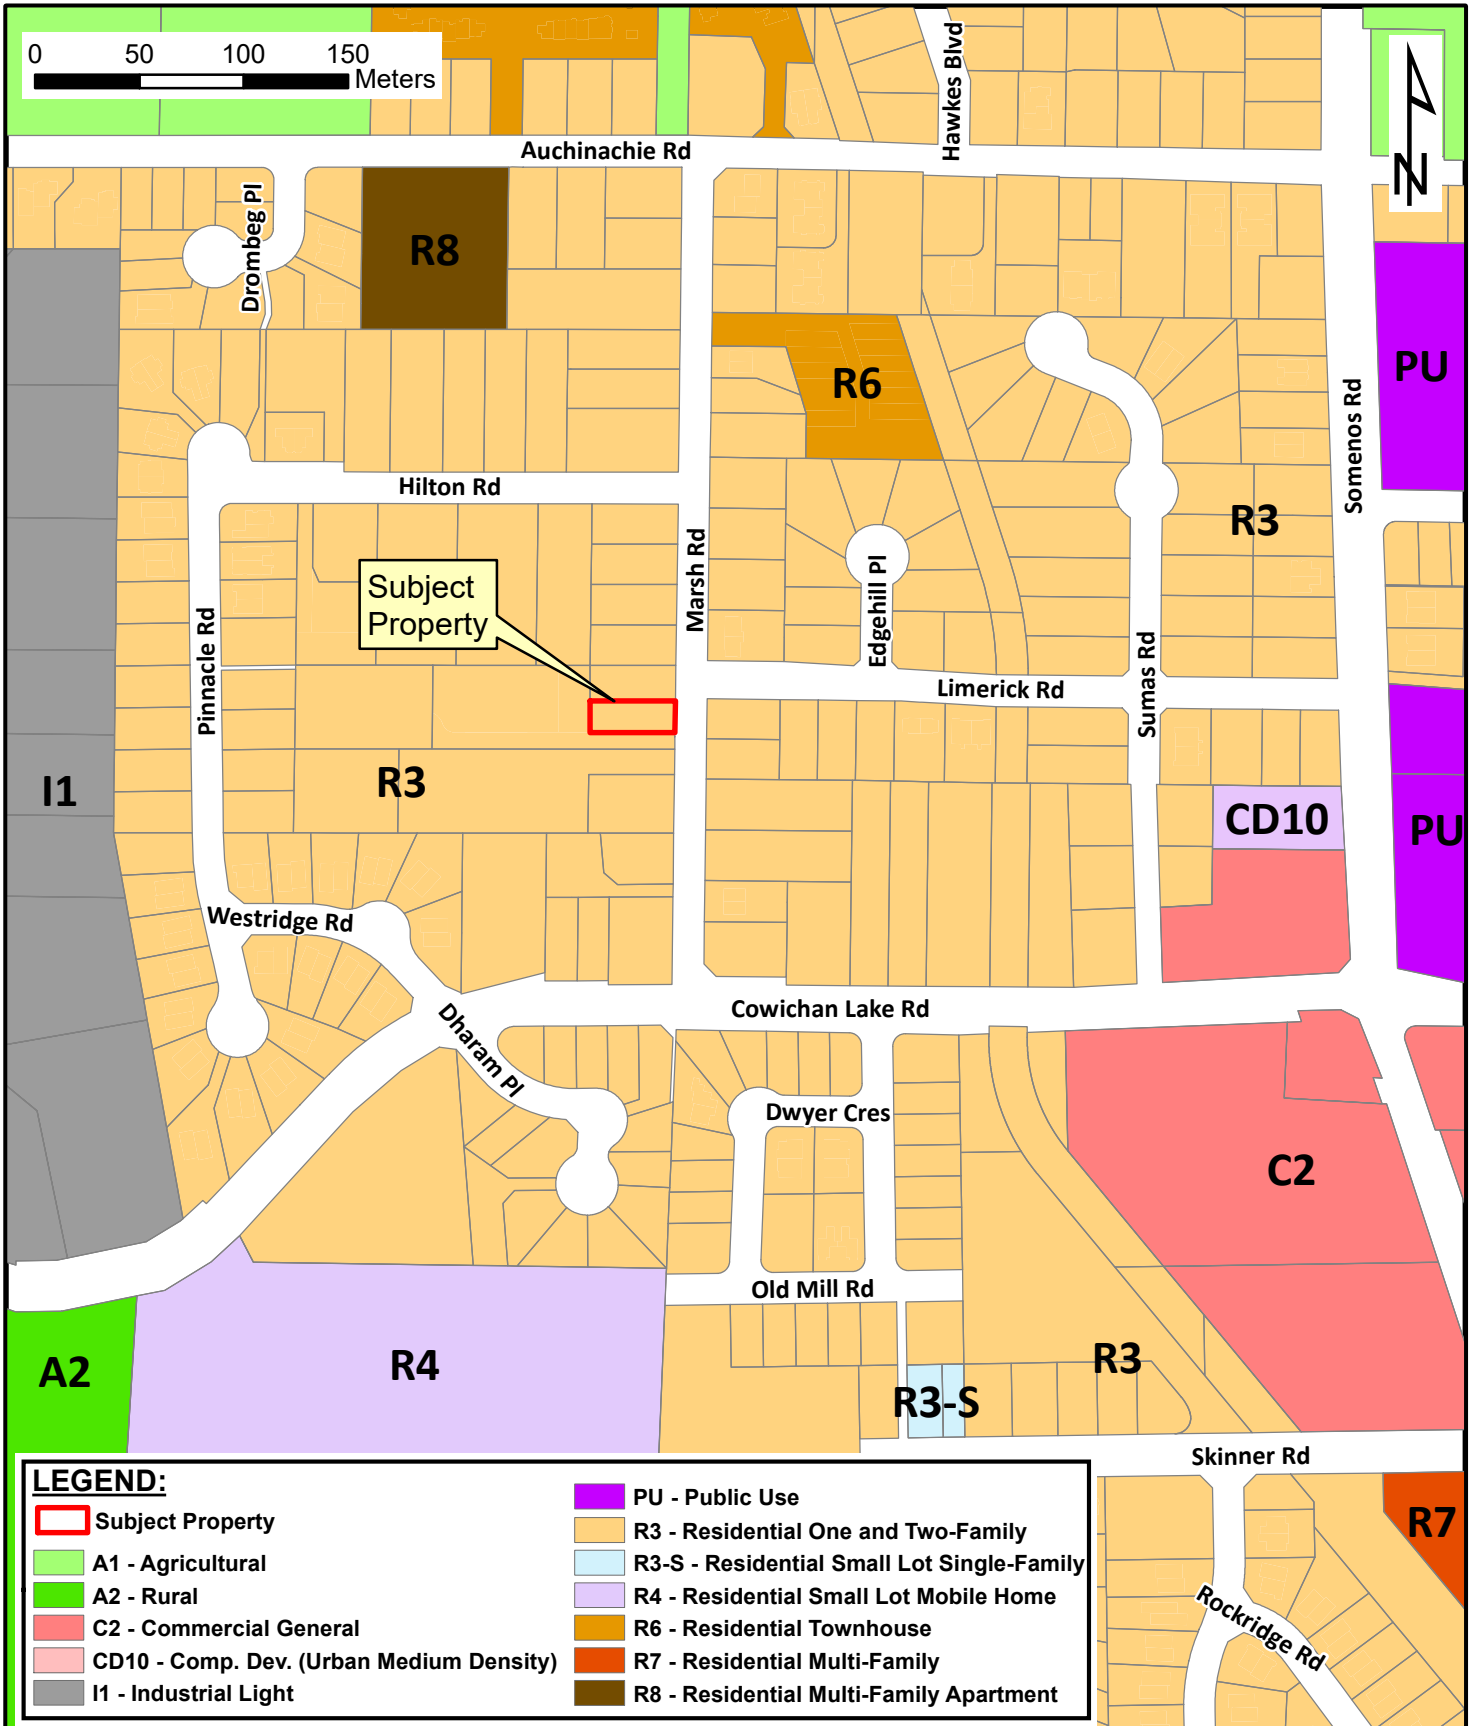 0 50 100 150
Meters
Hawkes Blvd
N
Auchinachie Rd
Drombeg Pl
R8
PU
R6
Somenos Rd
Hilton Rd
R3
Marsh Rd
Edgehill Pl
Subject
Property
Pinnacle Rd
Sumas Rd
Limerick Rd
I1
R3
CD10
PU
Westridge Rd
Cowichan Lake Rd
Dharam Pl
Dwyer Cres
C2
Old Mill Rd
A2
R4
R3
R3-S
Skinner Rd
R7
Rockridge Rd
LEGEND:
Subject Property
A1 - Agricultural
A2 - Rural
C2 - Commercial General
CD10 - Comp. Dev. (Urban Medium Density)
I1 - Industrial Light
PU - Public Use
R3 - Residential One and Two-Family
R3-S - Residential Small Lot Single-Family
R4 - Residential Small Lot Mobile Home
R6 - Residential Townhouse
R7 - Residential Multi-Family
R8 - Residential Multi-Family Apartment